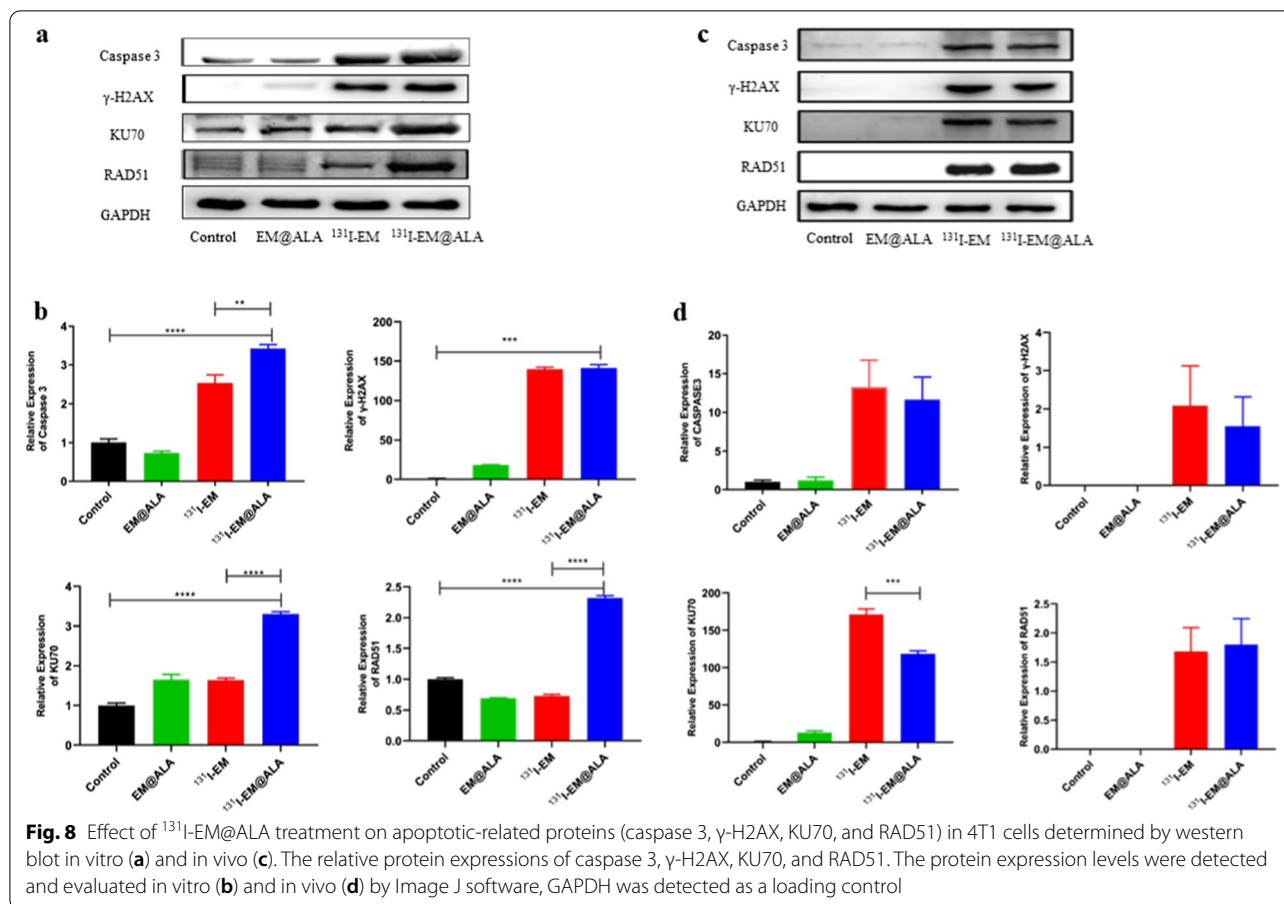 a
Caspase 3
γ-H2AX
KU70
RAD51
GAPDH
Control EM@ALA ¹³¹I-EM ¹³¹I-EM@ALA
c
Caspase 3
γ-H2AX
KU70
RAD51
GAPDH
Control EM@ALA ¹³¹I-EM ¹³¹I-EM@ALA
b
Relative Expression
of Caspase 3
4
3
2
1
0
**
****
Control EM@ALA ¹³¹I-EM ¹³¹I-EM@ALA
Relative Expression
of γ-H2AX
200
150
100
50
0
***
Control EM@ALA ¹³¹I-EM ¹³¹I-EM@ALA
Relative Expression
of KU70
4
3
2
1
0
****
****
Control EM@ALA ¹³¹I-EM ¹³¹I-EM@ALA
Relative Expression
of RAD51
2.5
2.0
1.5
1.0
0.5
0.0
****
****
Control EM@ALA ¹³¹I-EM ¹³¹I-EM@ALA
d
Relative Expression
of CASPASE3
20
15
10
5
0
Control EM@ALA ¹³¹I-EM ¹³¹I-EM@ALA
Relative Expression of γ-H2AX
4
3
2
1
0
Control EM@ALA ¹³¹I-EM ¹³¹I-EM@ALA
Relative Expression of KU70
200
150
100
50
0
***
Control EM@ALA ¹³¹I-EM ¹³¹I-EM@ALA
Relative Expression of RAD51
2.5
2.0
1.5
1.0
0.5
0.0
Control EM@ALA ¹³¹I-EM ¹³¹I-EM@ALA
Fig. 8 Effect of ¹³¹I-EM@ALA treatment on apoptotic-related proteins (caspase 3, γ-H2AX, KU70, and RAD51) in 4T1 cells determined by western
blot in vitro (a) and in vivo (c). The relative protein expressions of caspase 3, γ-H2AX, KU70, and RAD51. The protein expression levels were detected
and evaluated in vitro (b) and in vivo (d) by Image J software, GAPDH was detected as a loading control